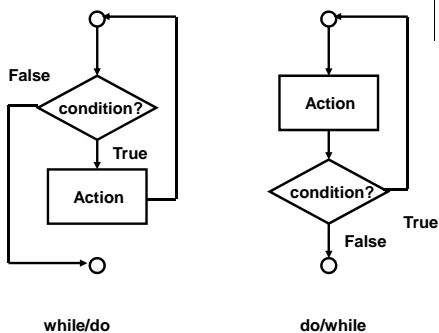 False
condition?
True
Action
while/do
Action
condition?
True
False
do/while